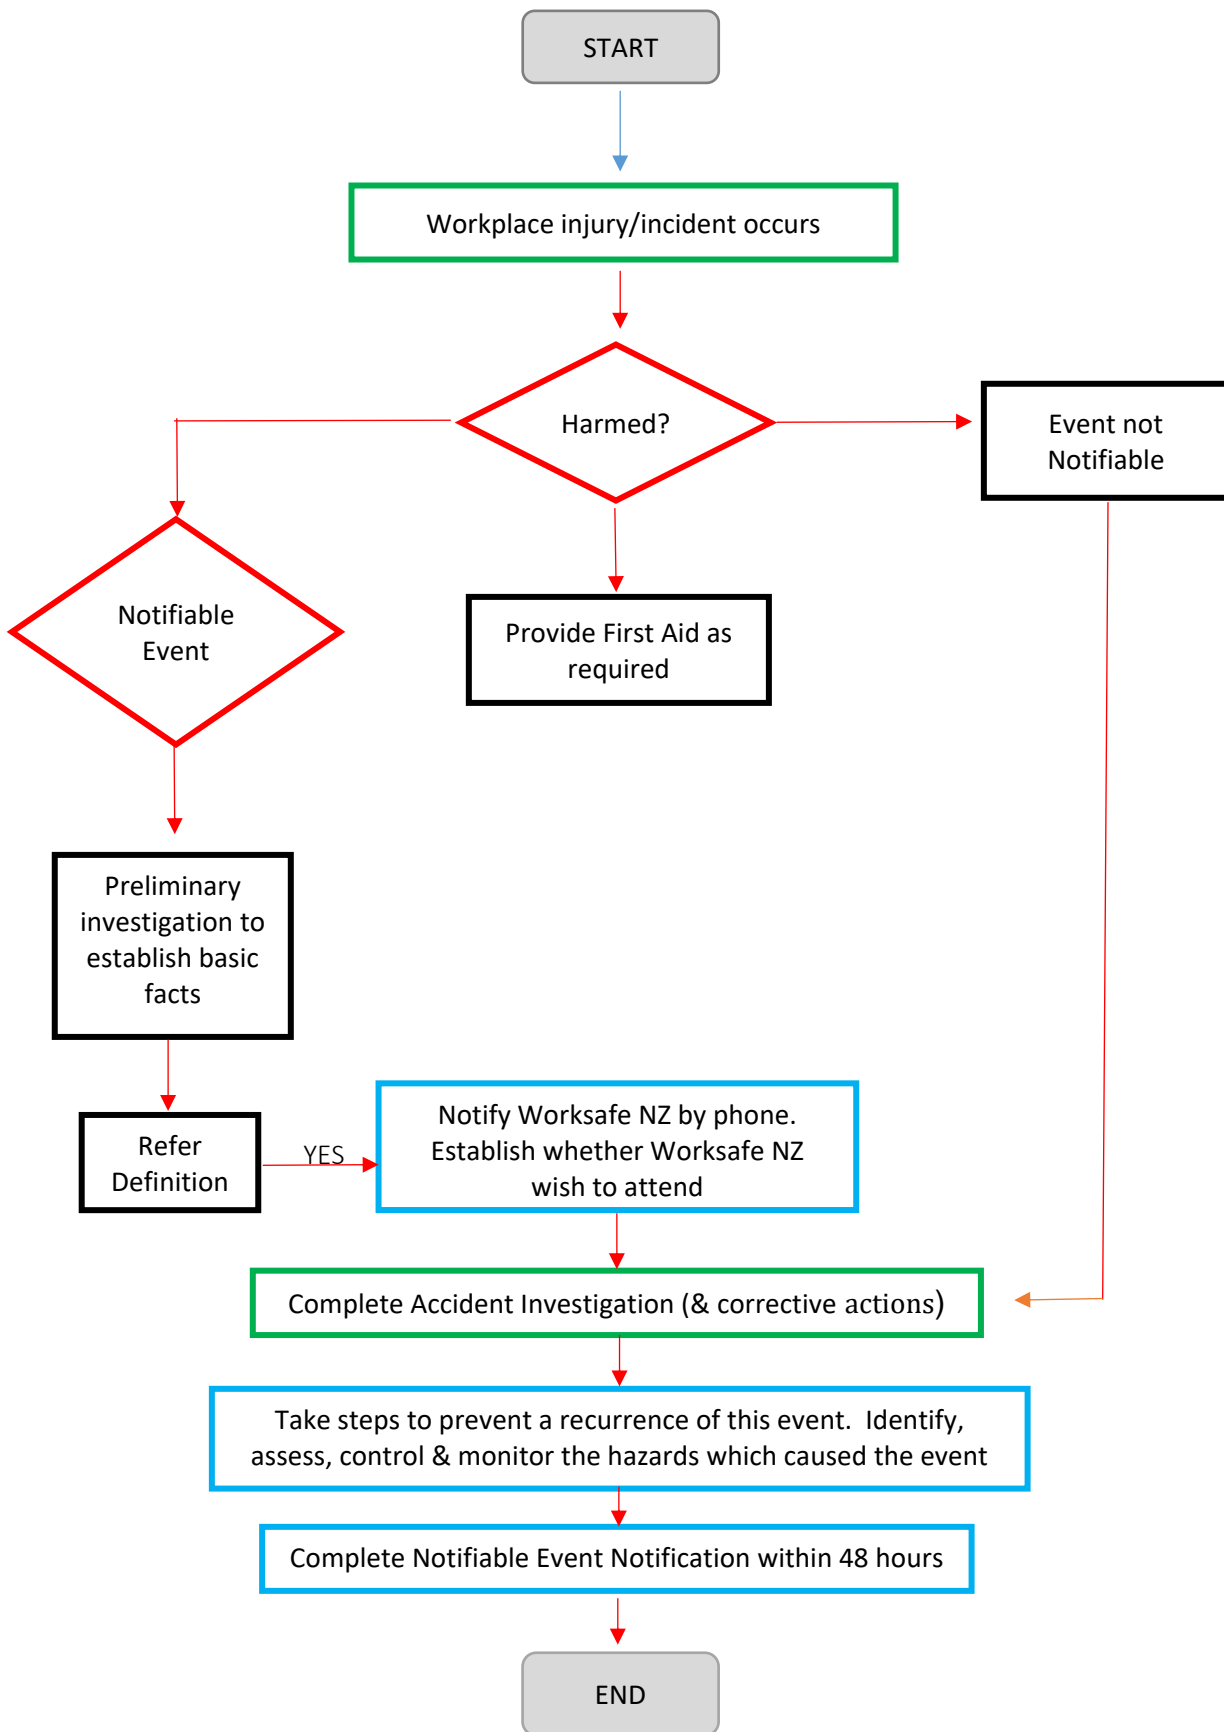 START
Workplace injury/incident occurs
Harmed?
Event not
Notifiable
Notifiable
Event
Provide First Aid as
required
Preliminary
investigation to
establish basic
facts
Refer
Definition
YES
Notify Worksafe NZ by phone.
Establish whether Worksafe NZ
wish to attend
Complete Accident Investigation (& corrective actions)
Take steps to prevent a recurrence of this event.  Identify,
assess, control & monitor the hazards which caused the event
Complete Notifiable Event Notification within 48 hours
END